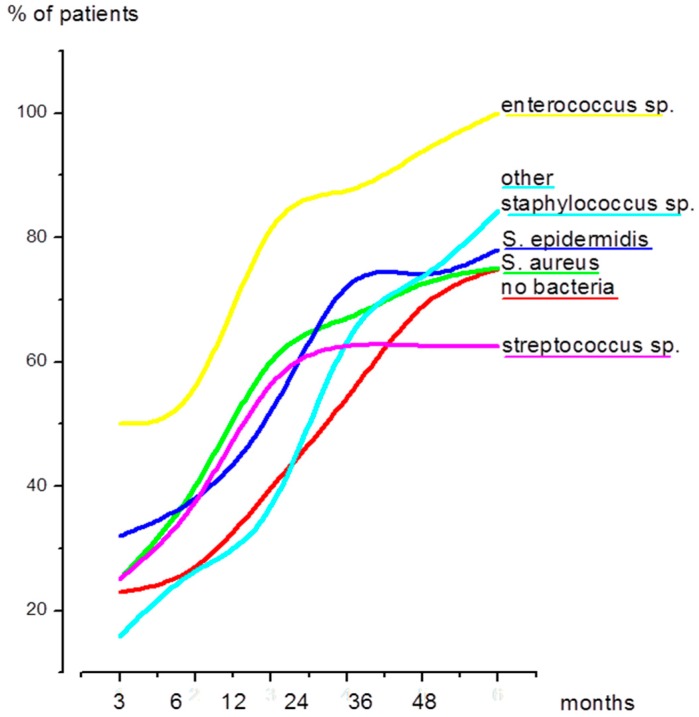 % of patients
100
enterococcus sp.
other
staphylococcus sp.
80
S. epidermidis
S. aureus
no bacteria
60
streptococcus sp.
40
20
3 6 12 24 36 48 months